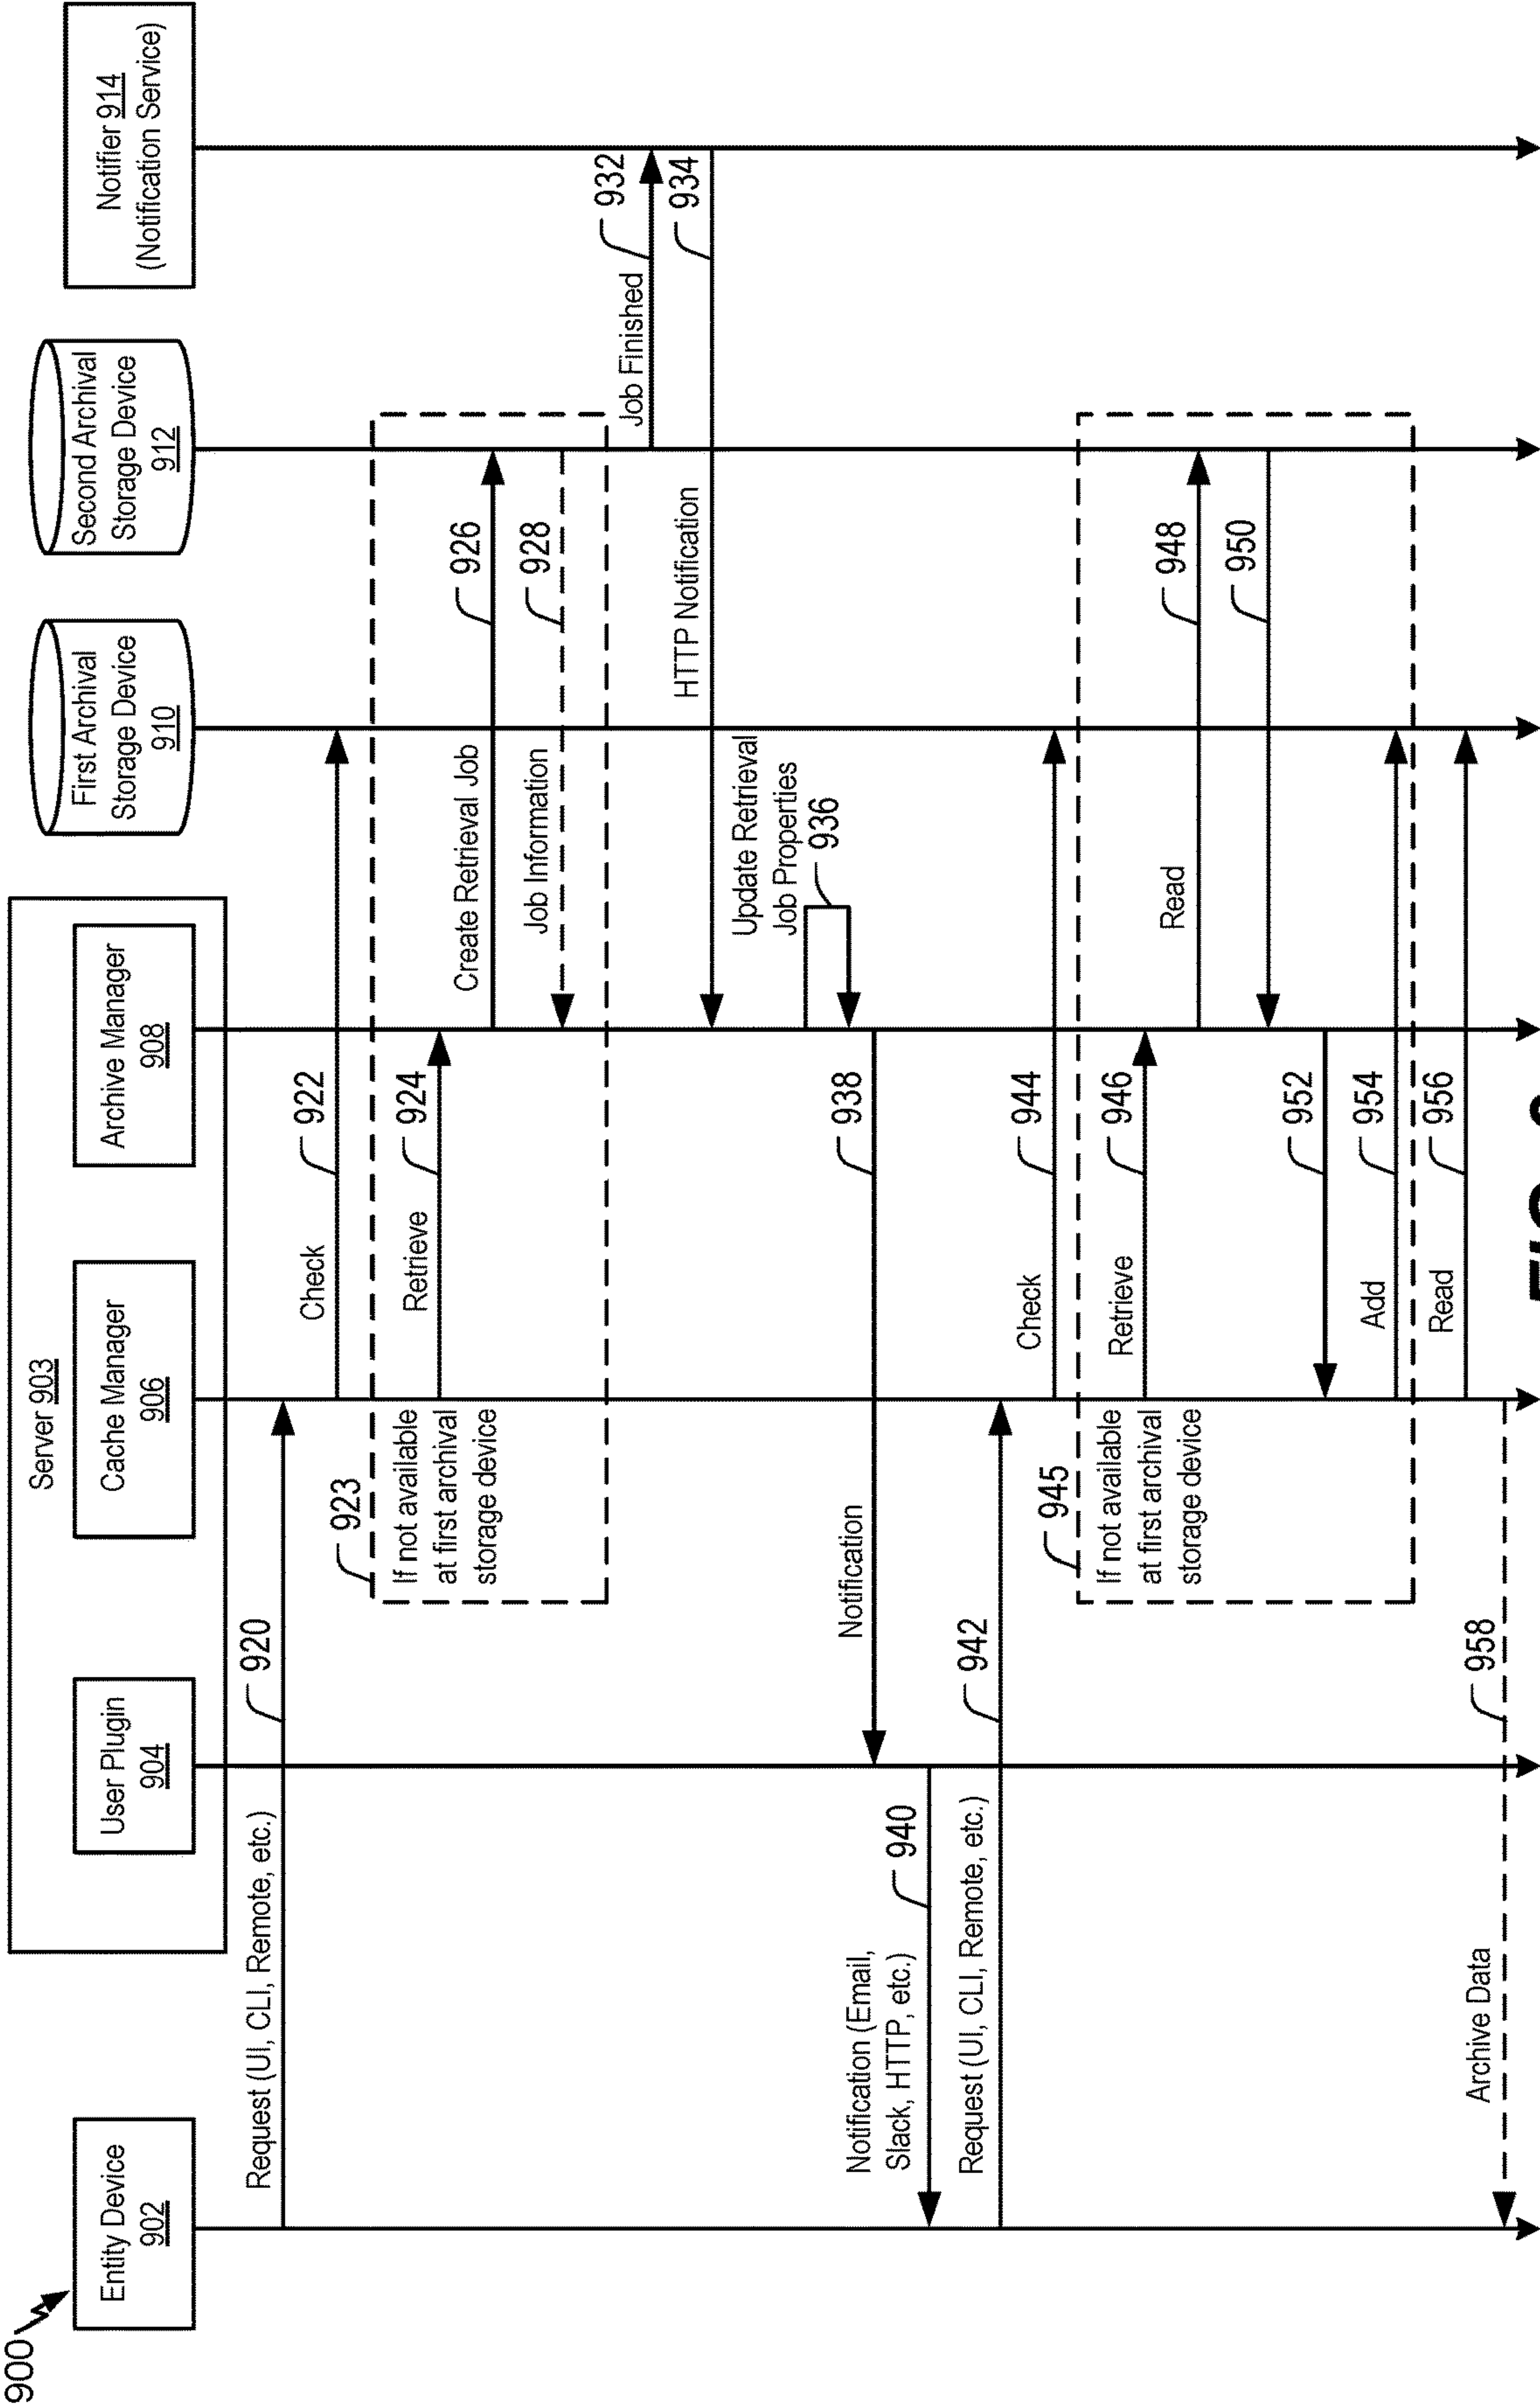 900
Server 903
Entity Device
902
User Plugin
904
Cache Manager
906
Archive Manager
908
First Archival
Storage Device
910
Second Archival
Storage Device
912
Notifier 914
(Notification Service)
Request (UI, CLI, Remote, etc.)
920
Check
922
923
If not available
at first archival
storage device
Retrieve
924
Create Retrieval Job
926
Job Information
928
Job Finished
932
HTTP Notification
934
Update Retrieval
Job Properties
936
Notification
938
Notification (Email,
Slack, HTTP, etc.)
940
Request (UI, CLI, Remote, etc.)
942
Check
944
945
If not available
at first archival
storage device
Retrieve
946
Read
948
950
952
Add
954
Read
956
Archive Data
958